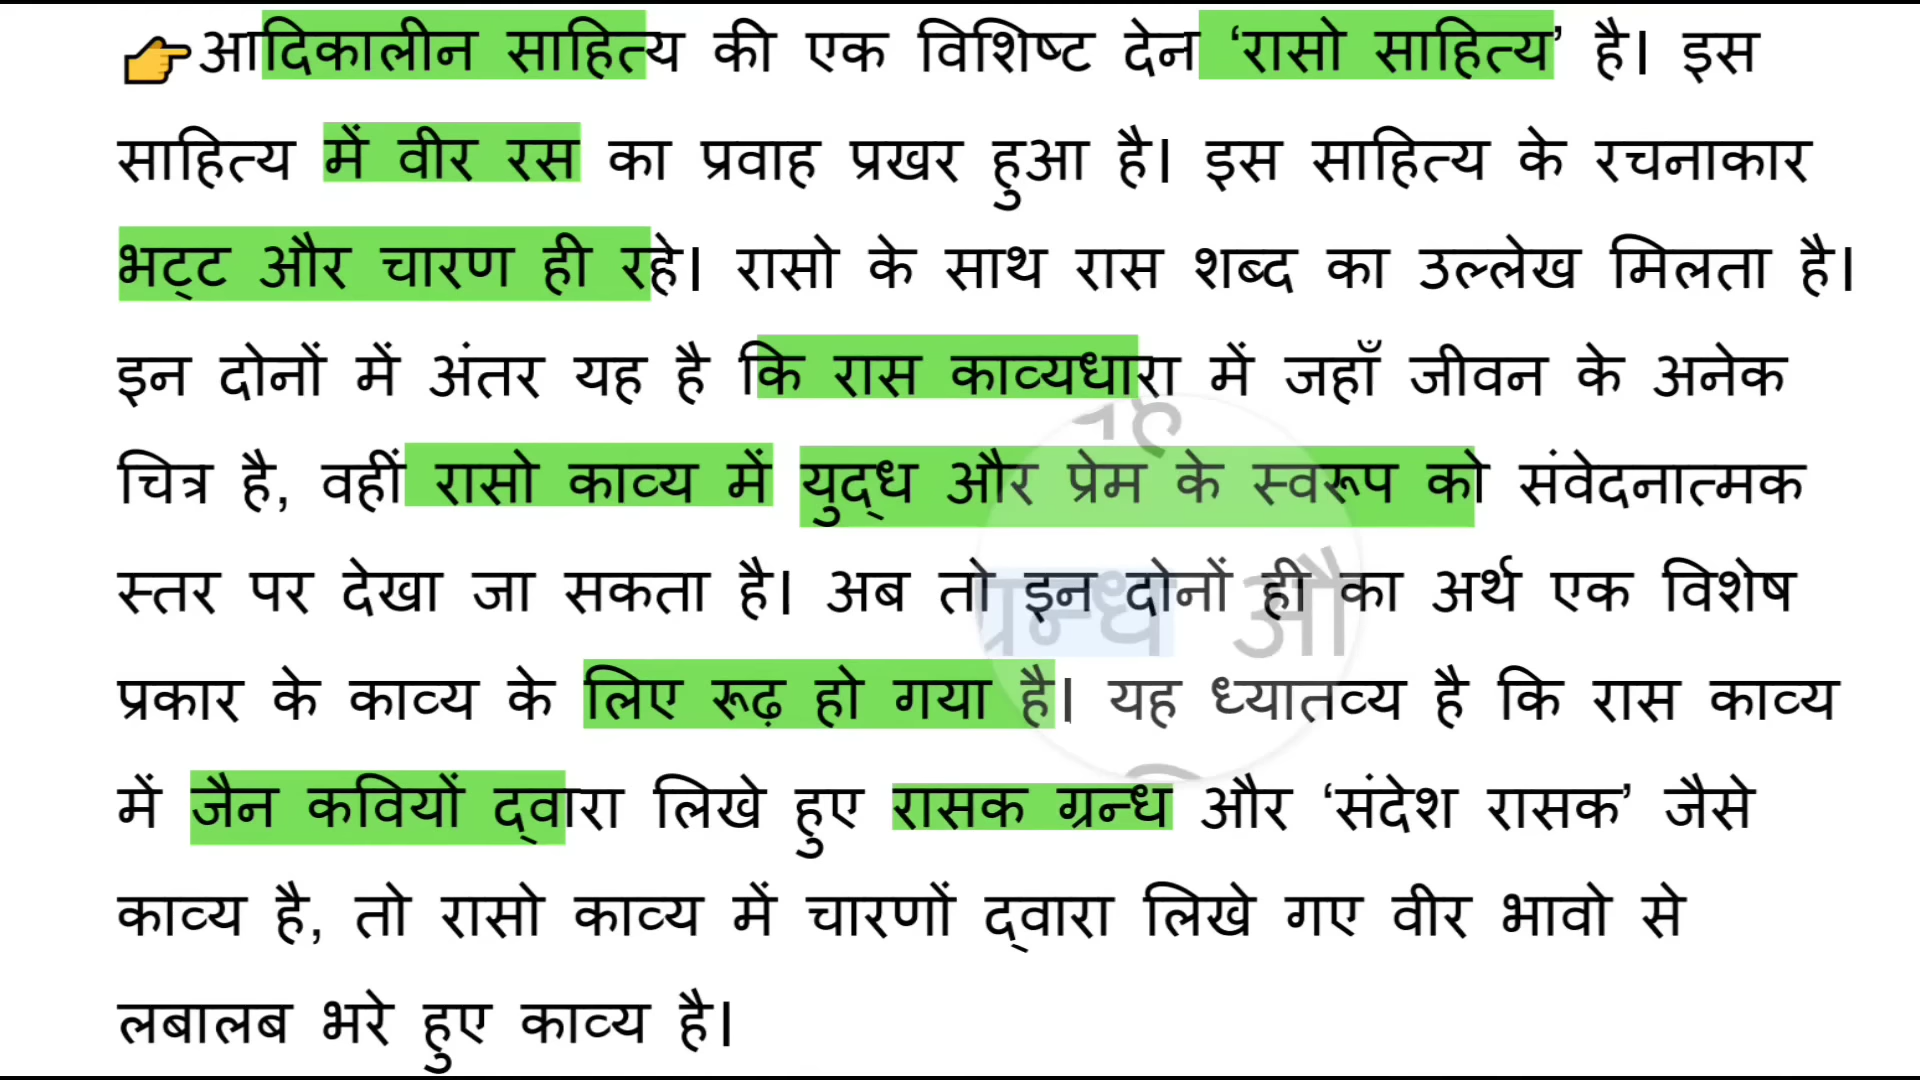 👉आदिकालीन साहित्य की एक विशिष्ट देन ‘रासो साहित्य’ है। इस
साहित्य में वीर रस का प्रवाह प्रखर हुआ है। इस साहित्य के रचनाकार
भट्ट और चारण ही रहे। रासो के साथ रास शब्द का उल्लेख मिलता है।
इन दोनों में अंतर यह है कि रास काव्यधारा में जहाँ जीवन के अनेक
चित्र है, वहीं रासो काव्य में युद्ध और प्रेम के स्वरूप को संवेदनात्मक
स्तर पर देखा जा सकता है। अब तो इन दोनों ही का अर्थ एक विशेष
प्रकार के काव्य के लिए रूढ़ हो गया है। यह ध्यातव्य है कि रास काव्य
में जैन कवियों द्वारा लिखे हुए रासक ग्रन्ध और ‘संदेश रासक’ जैसे
काव्य है, तो रासो काव्य में चारणों द्वारा लिखे गए वीर भावो से
लबालब भरे हुए काव्य है।